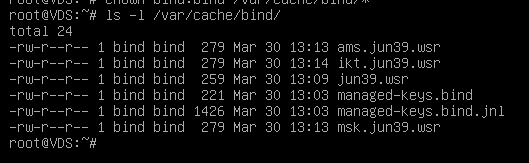 root@VDS:~# chown bind:bind /var/cache/bind/*
root@VDS:~# ls -l /var/cache/bind/
total 24
-rw-r--r-- 1 bind bind  279 Mar 30 13:13 ams.jun39.wsr
-rw-r--r-- 1 bind bind  279 Mar 30 13:14 ikt.jun39.wsr
-rw-r--r-- 1 bind bind  259 Mar 30 13:09 jun39.wsr
-rw-r--r-- 1 bind bind  221 Mar 30 13:03 managed-keys.bind
-rw-r--r-- 1 bind bind 1426 Mar 30 13:03 managed-keys.bind.jnl
-rw-r--r-- 1 bind bind  279 Mar 30 13:13 msk.jun39.wsr
root@VDS:~#